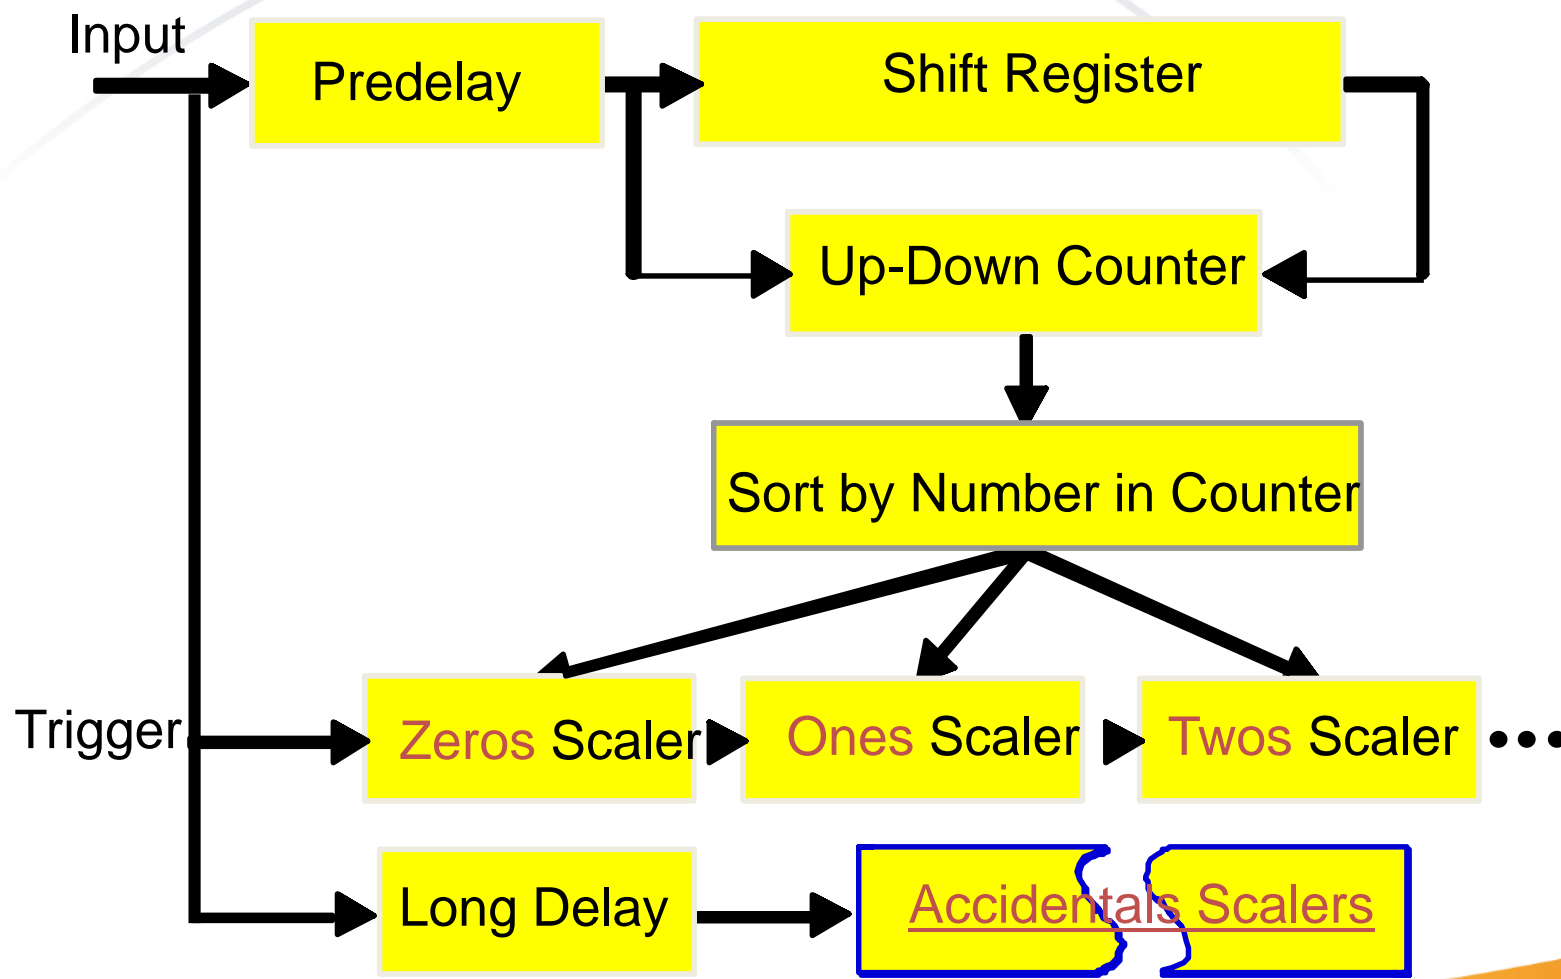 Input
Predelay
Shift Register
Up-Down Counter
Sort by Number in Counter
Trigger
Zeros Scaler
Ones Scaler
Twos Scaler
•••
Long Delay
Accidentals Scalers